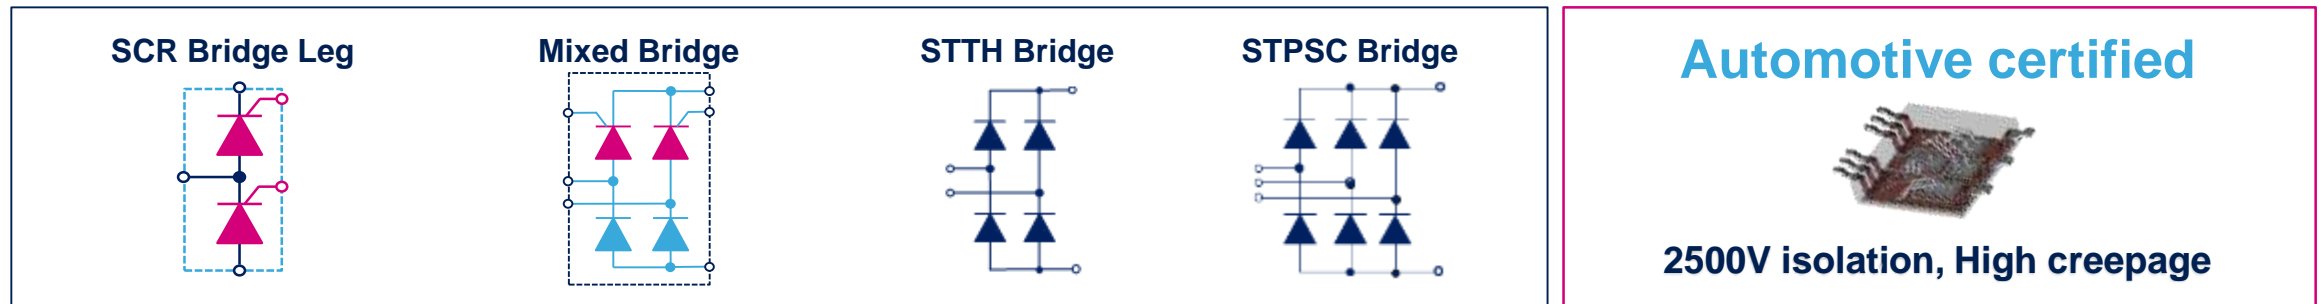 SCR Bridge Leg
Mixed Bridge
STTH Bridge
STPSC Bridge
Automotive certified
2500V isolation, High creepage